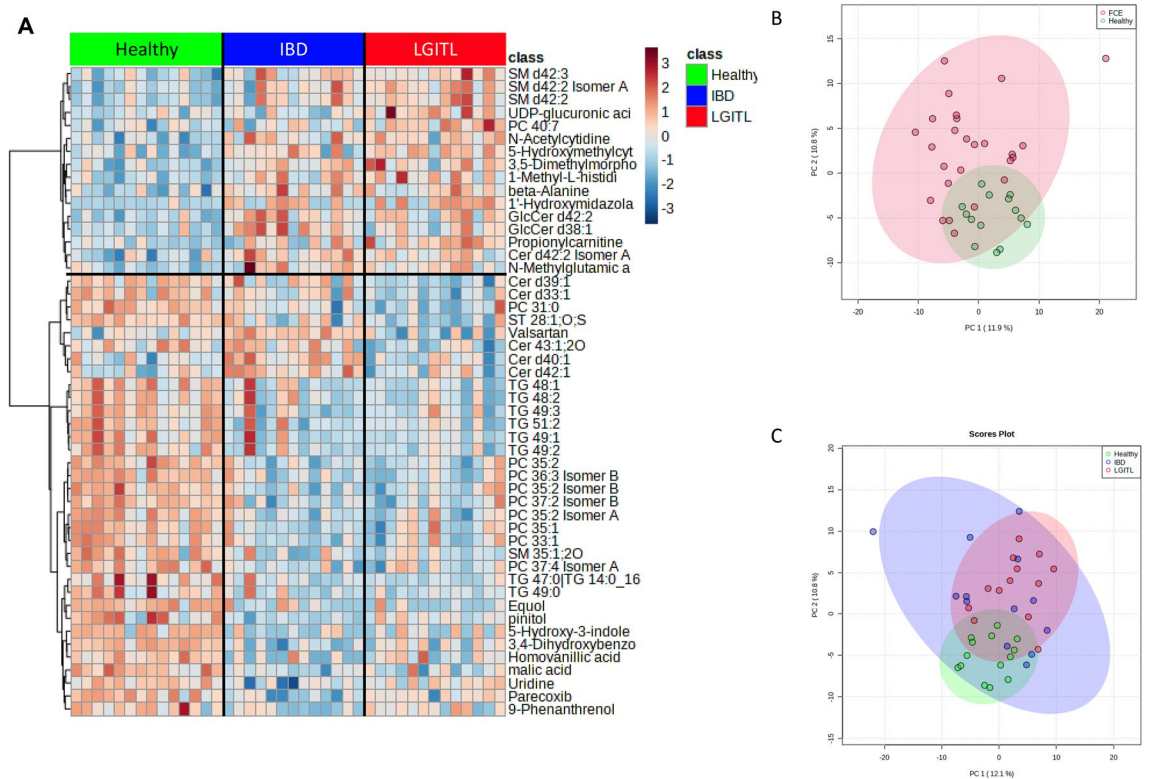 A
Healthy
IBD
LGITL
class
SM d42:3
SM d42:2 Isomer A
SM d42:2
UDP-glucuronic aci
PC 40:7
N-Acetylcytidine
5-Hydroxymethylcyt
3,5-Dimethylmorpho
1-Methyl-L-histidi
beta-Alanine
1'-Hydroxymidazola
GlcCer d42:2
GlcCer d38:1
Propionylcarnitine
Cer d42:2 Isomer A
N-Methylglutamic a
Cer d39:1
Cer d33:1
PC 31:0
ST 28:1;O;S
Valsartan
Cer 43:1;2O
Cer d40:1
Cer d42:1
TG 48:1
TG 48:2
TG 49:3
TG 51:2
TG 49:1
TG 49:2
PC 35:2
PC 36:3 Isomer B
PC 35:2 Isomer B
PC 37:2 Isomer B
PC 35:2 Isomer A
PC 35:1
PC 33:1
SM 35:1;2O
PC 37:4 Isomer A
TG 47:0|TG 14:0_16
TG 49:0
Equol
pinitol
5-Hydroxy-3-indole
3,4-Dihydroxybenzo
Homovanillic acid
malic acid
Uridine
Parecoxib
9-Phenanthrenol
3
2
1
0
-1
-2
-3
class
Healthy
IBD
LGITL
B
FCE
Healthy
PC 2 ( 10.8 %)
15
10
5
0
-5
-10
-20
-10
0
10
20
PC 1 ( 11.9 %)
C
Scores Plot
Healthy
IBD
LGITL
PC 2 ( 10.8 %)
20
15
10
5
0
-5
-10
-15
-20
-10
0
10
20
PC 1 ( 12.1 %)